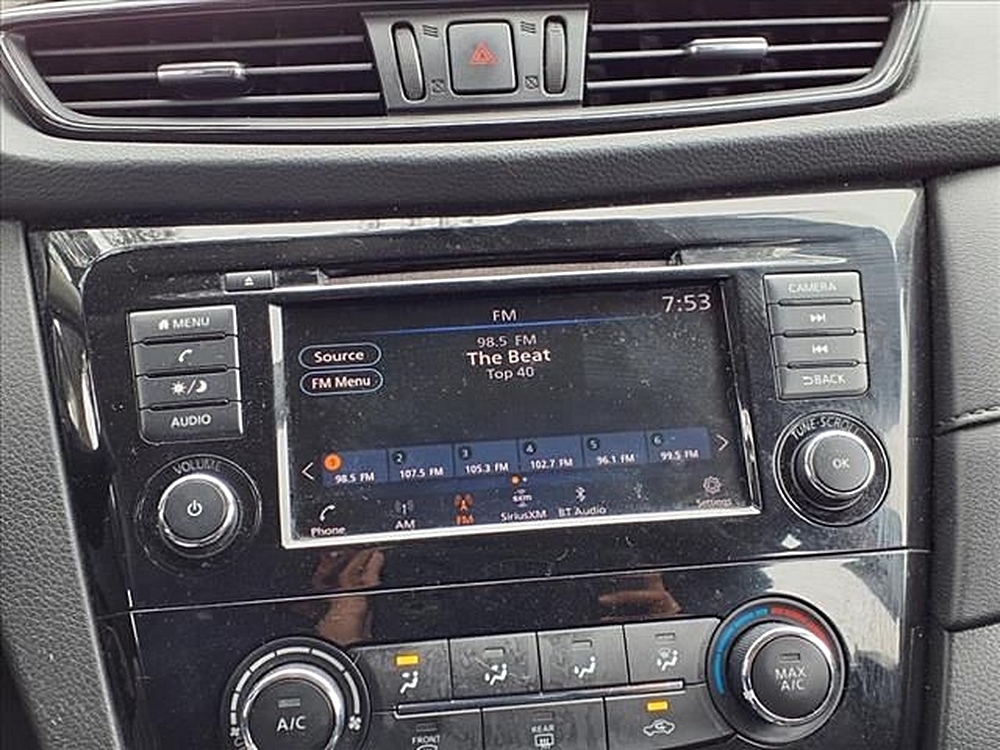 FM
7:53
98.5 FM
The Beat
Top 40
Source
FM Menu
1 2 3 4 5 6
98.5 FM 107.5 FM 105.3 FM 102.7 FM 96.1 FM 99.5 FM
Phone AM FM SiriusXM BT Audio Settings
sxm
MENU
AUDIO
VOLUME
CAMERA
BACK
TUNE·SCROLL
OK
A/C
FRONT
REAR
MAX
A/C